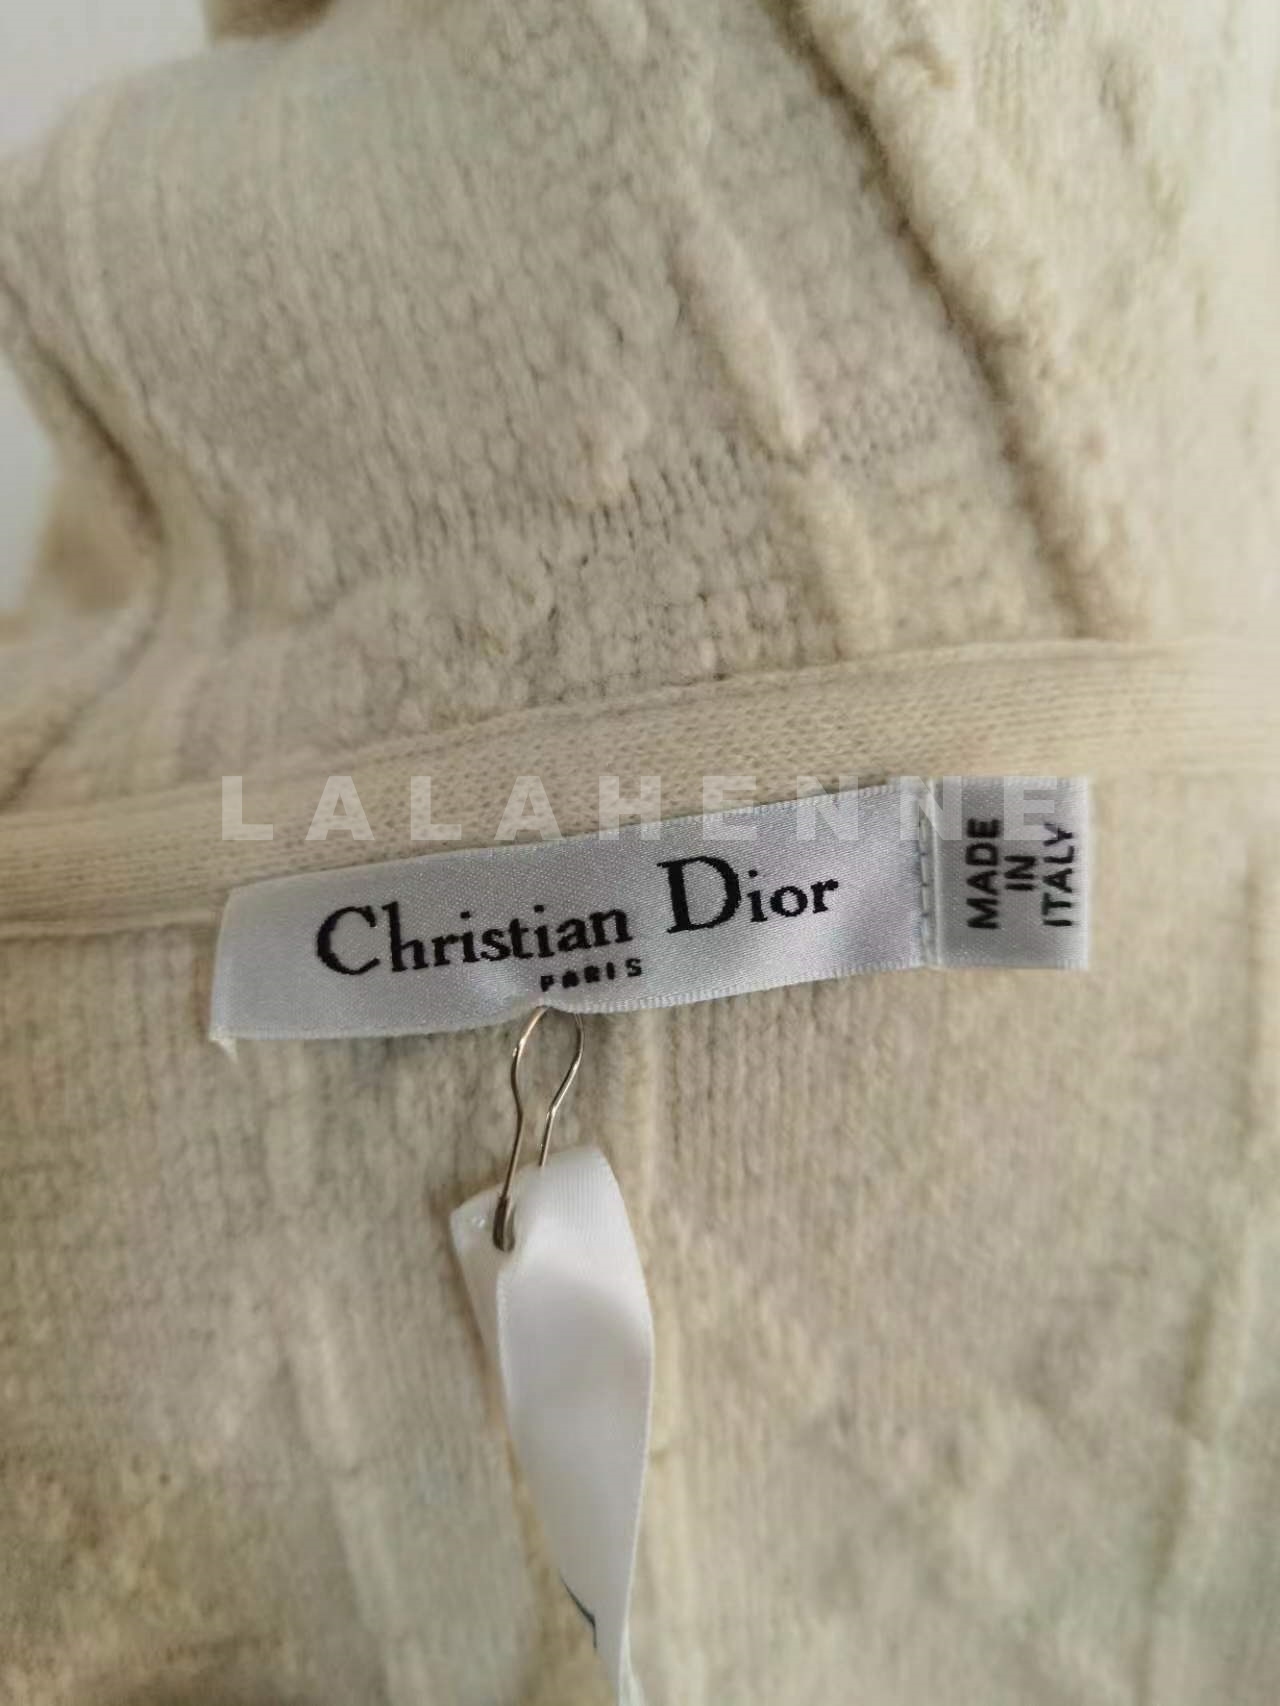 LALAHENNE
Christian Dior
PARIS
MADE
IN
ITALY